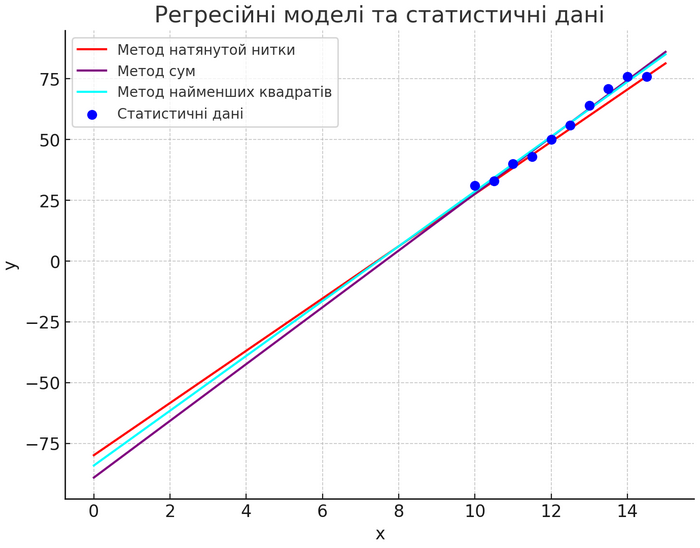 Регресійні моделі та статистичні дані
Метод натянутой нитки
Метод сум
Метод найменших квадратів
Статистичні дані
75
50
25
0
−25
−50
−75
y
0 2 4 6 8 10 12 14
x